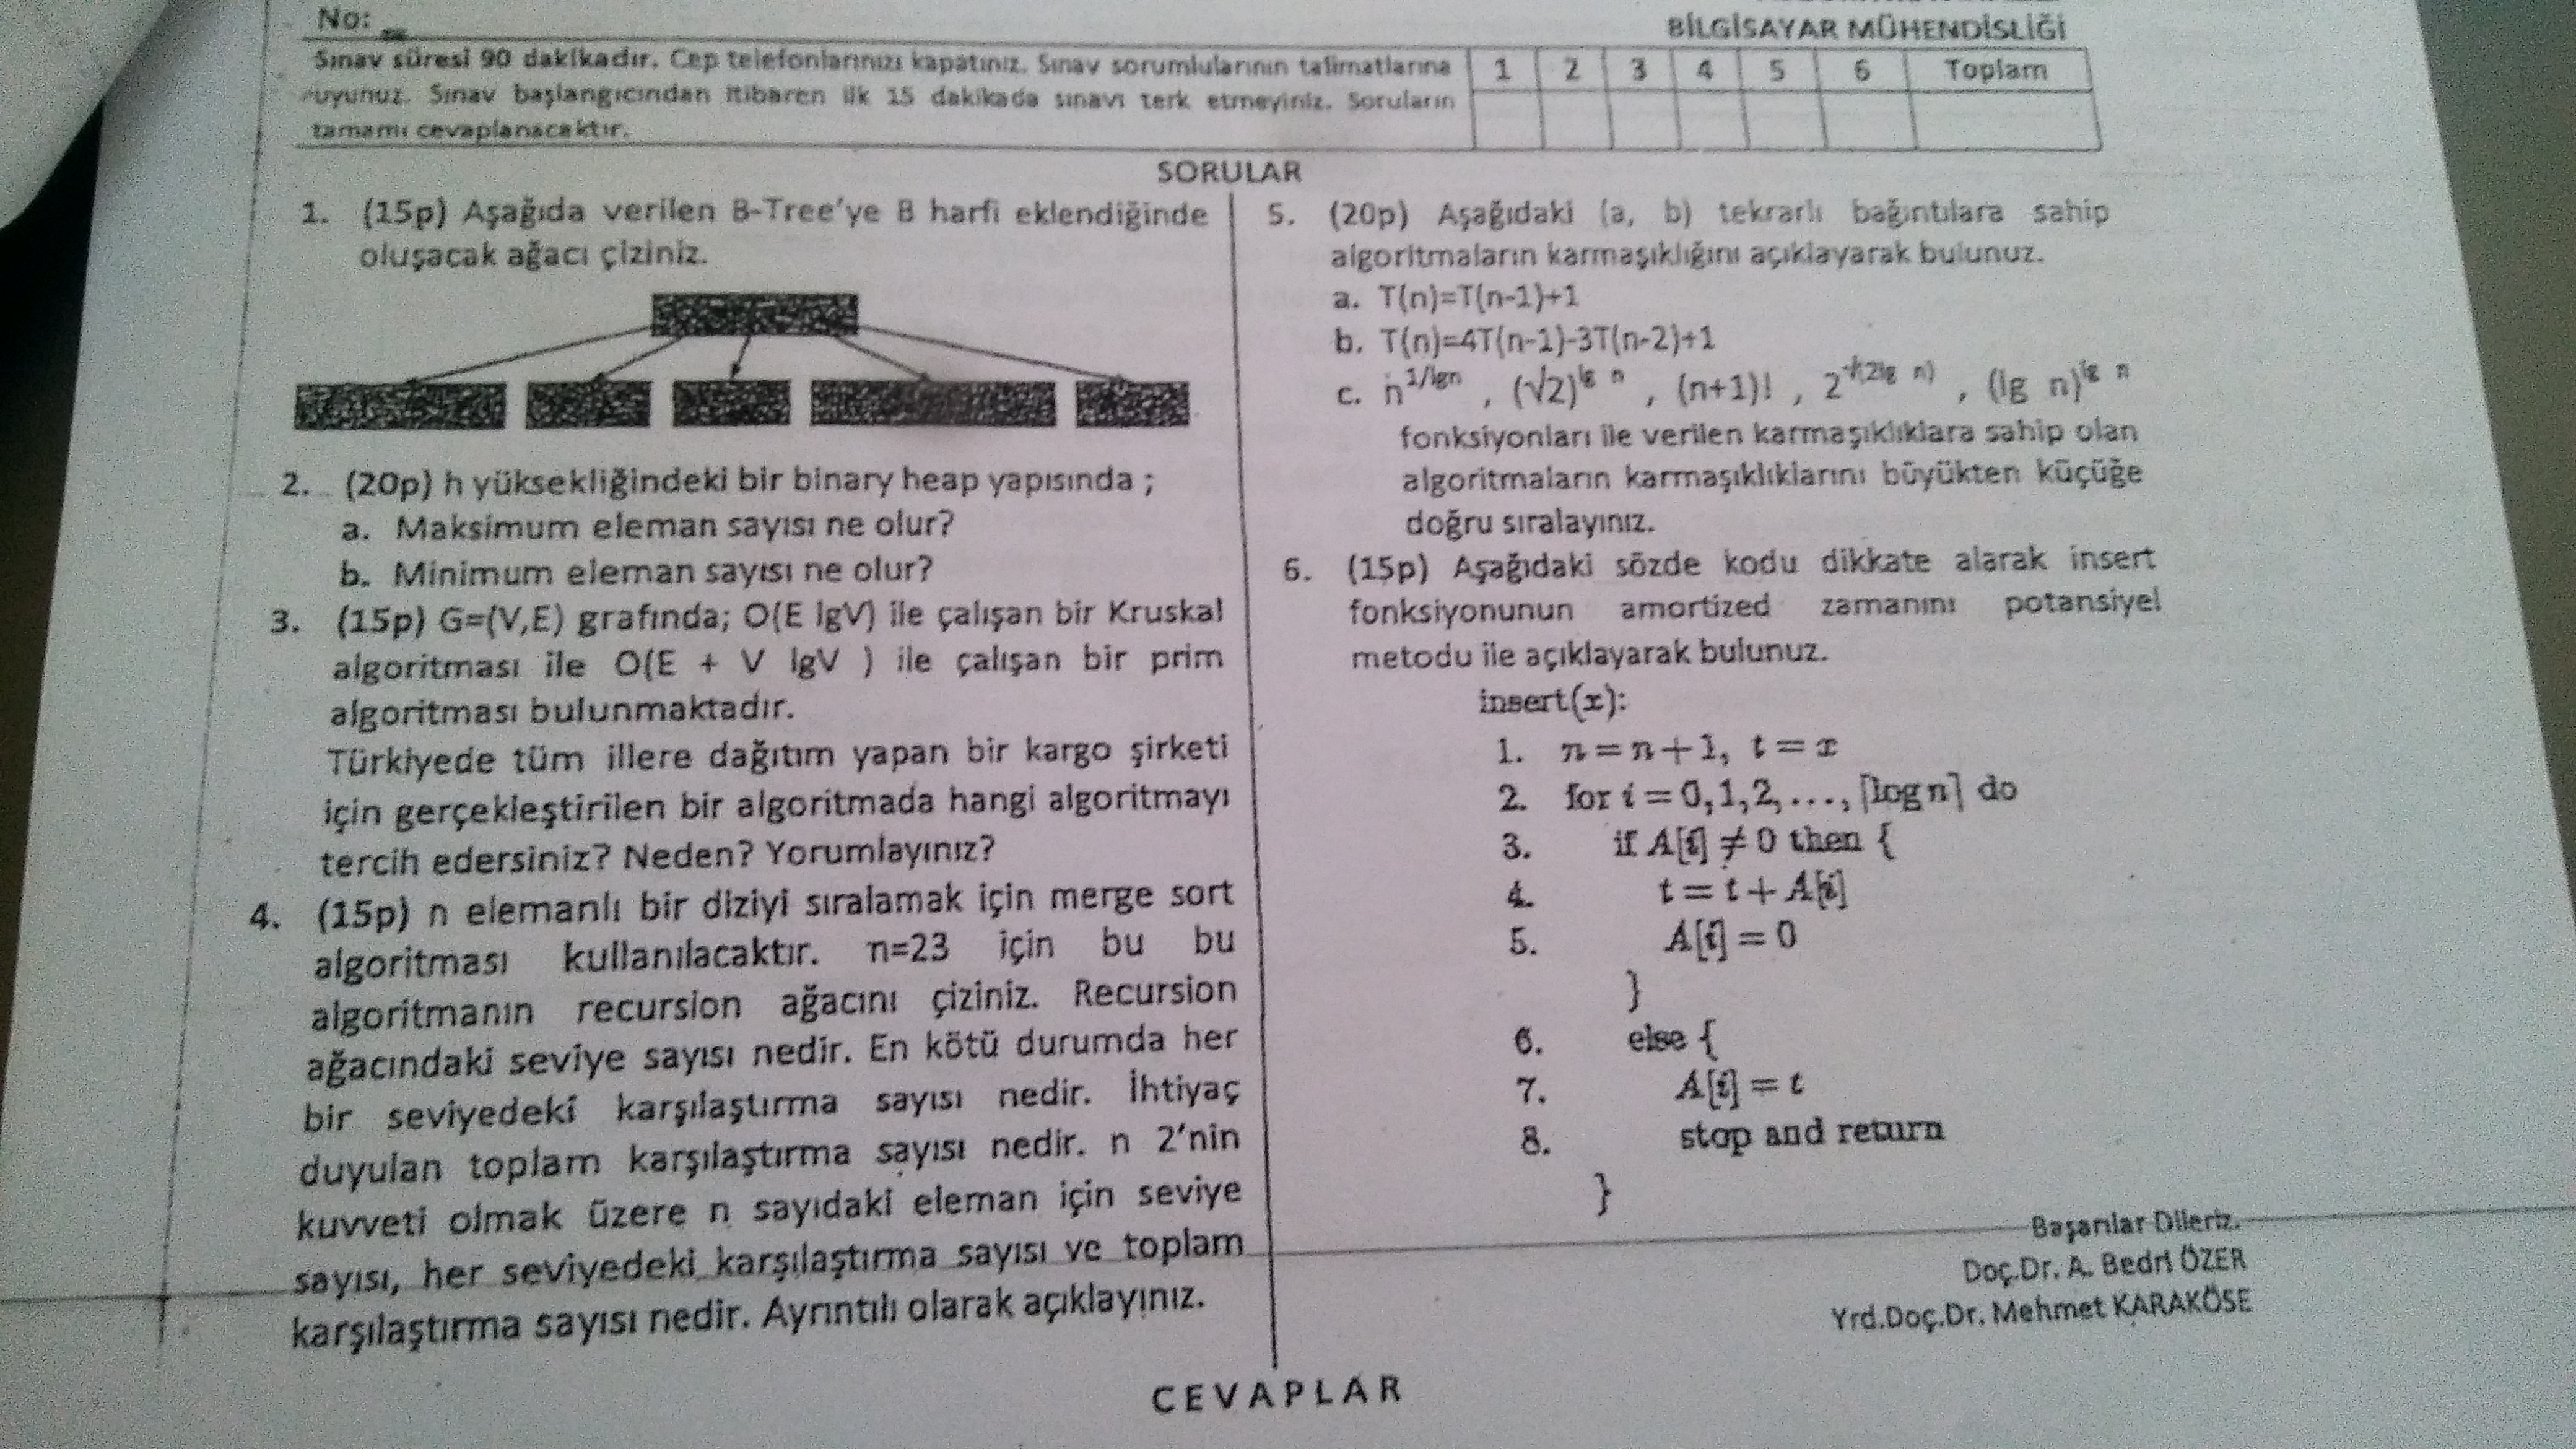 No:
BİLGİSAYAR MÜHENDİSLİĞİ
Sınav süresi 90 dakikadır. Cep telefonlarınızı kapatınız. Sınav sorumlularının talimatlarına
uyunuz. Sınav başlangıcından itibaren ilk 15 dakikada sınavı terk etmeyiniz. Soruların
tamamı cevaplanacaktır.
1 2 3 4 5 6 Toplam
SORULAR
1. (15p) Aşağıda verilen B-Tree'ye B harfi eklendiğinde
oluşacak ağacı çiziniz.
2. (20p) h yüksekliğindeki bir binary heap yapısında ;
a. Maksimum eleman sayısı ne olur?
b. Minimum eleman sayısı ne olur?
3. (15p) G=(V,E) grafında; O(E lgV) ile çalışan bir Kruskal
algoritması ile O(E + V lgV ) ile çalışan bir prim
algoritması bulunmaktadır.
Türkiyede tüm illere dağıtım yapan bir kargo şirketi
için gerçekleştirilen bir algoritmada hangi algoritmayı
tercih edersiniz? Neden? Yorumlayınız?
4. (15p) n elemanlı bir diziyi sıralamak için merge sort
algoritması kullanılacaktır. n=23 için bu bu
algoritmanın recursion ağacını çiziniz. Recursion
ağacındaki seviye sayısı nedir. En kötü durumda her
bir seviyedeki karşılaştırma sayısı nedir. İhtiyaç
duyulan toplam karşılaştırma sayısı nedir. n 2'nin
kuvveti olmak üzere n sayıdaki eleman için seviye
sayısı, her seviyedeki karşılaştırma sayısı ve toplam
karşılaştırma sayısı nedir. Ayrıntılı olarak açıklayınız.
5. (20p) Aşağıdaki (a, b) tekrarlı bağıntılara sahip
algoritmaların karmaşıklığını açıklayarak bulunuz.
a. T(n)=T(n-1)+1
b. T(n)=4T(n-1)-3T(n-2)+1
c. n^1/lgn , (√2)^lg n , (n+1)! , 2^√(2lg n) , (lg n)^lg n
fonksiyonları ile verilen karmaşıklıklara sahip olan
algoritmaların karmaşıklıklarını büyükten küçüğe
doğru sıralayınız.
6. (15p) Aşağıdaki sözde kodu dikkate alarak insert
fonksiyonunun amortized zamanını potansiyel
metodu ile açıklayarak bulunuz.
insert(x):
1. n = n+1, t = x
2. for i = 0,1,2,...,⌈log n⌉ do
3. if A[i] ≠ 0 then {
4. t = t + A[i]
5. A[i] = 0
}
6. else {
7. A[i] = t
8. stop and return
}
Başarılar Dileriz.
Doç.Dr. A. Bedri ÖZER
Yrd.Doç.Dr. Mehmet KARAKÖSE
CEVAPLAR